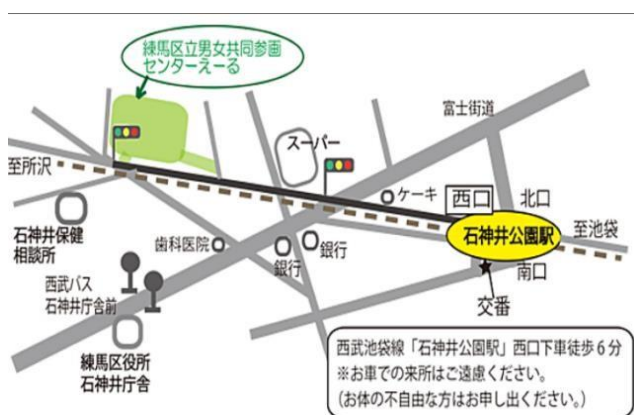 練馬区立男女共同参画
センターえーる
富士街道
スーパー
至所沢
ケーキ
西口
北口
石神井公園駅
至池袋
石神井保健
相談所
歯科医院
銀行
銀行
南口
交番
西武バス
石神井庁舎前
練馬区役所
石神井庁舎
西武池袋線「石神井公園駅」西口下車徒歩6分
※お車での来所はご遠慮ください。
(お体の不自由な方はお申し出ください。)